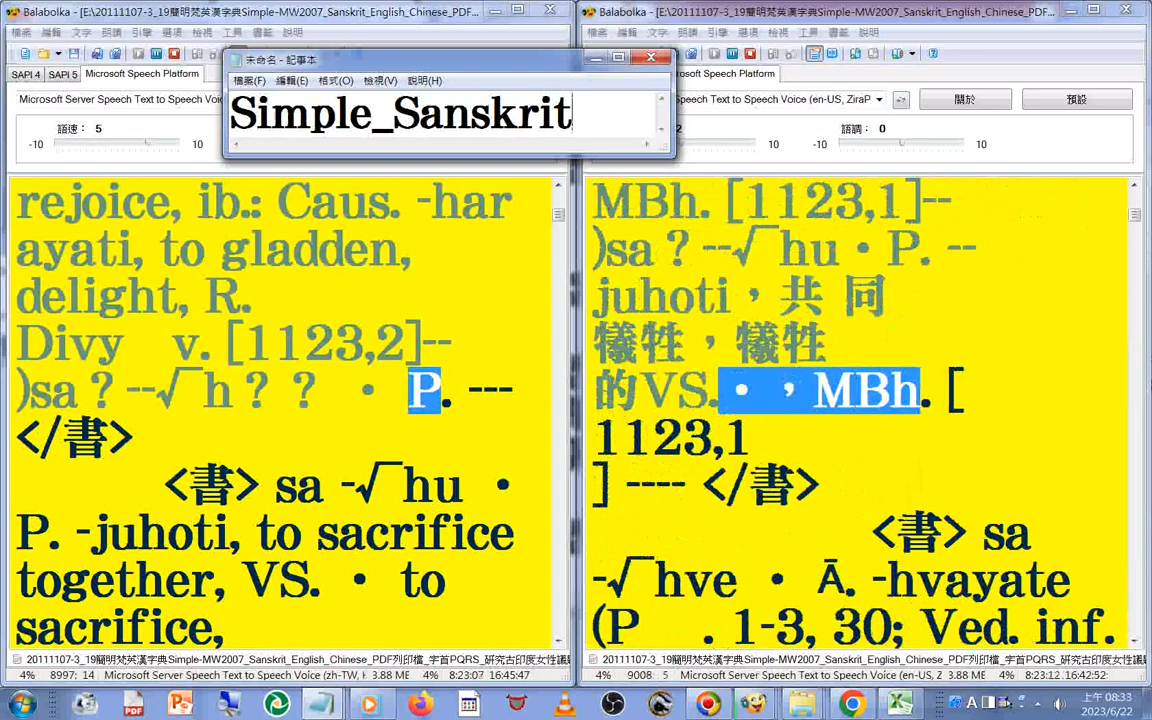 Balabolka - [E:\20111107-3_19簡明梵英漢字典Simple-MW2007_Sanskrit_English_Chinese_PDF...
檔案 編輯 文字 朗讀 引擎 選項 檢視 工具 書籤 說明
SAPI 4 SAPI 5 Microsoft Speech Platform
Microsoft Server Speech Text to Speech Voi
語速： 5
-10 10
未命名 - 記事本
檔案(F) 編輯(E) 格式(O) 檢視(V) 說明(H)
Simple_Sanskrit
rejoice, ib.: Caus. -har
ayati, to gladden,
delight, R.
Divy v. [1123,2]--
)sa？--√h？？ • P. ---
</書>
<書> sa -√hu •
P. -juhoti, to sacrifice
together, VS. • to
sacrifice,
20111107-3_19簡明梵英漢字典Simple-MW2007_Sanskrit_English_Chinese_PDF列印檔_字首PQRS_研究古印度女性議
4% 8997; 14 Microsoft Server Speech Text to Speech Voice (zh-TW, H 3.88 ME 4% 8:23:07 16:45:47
Balabolka - [E:\20111107-3_19簡明梵英漢字典Simple-MW2007_Sanskrit_English_Chinese_PDF...
檔案 編輯 文字 朗讀 引擎 選項 檢視 工具 書籤 說明
Speech Platform
Speech Text to Speech Voice (en-US, ZiraP
關於 預設
2 語調： 0
10 -10 10
MBh. [1123,1]--
)sa？--√hu•P. --
juhoti，共 同
犧牲，犧牲
的VS.•，MBh. [
1123,1
] ---- </書>
<書> sa
-√hve • Ā. -hvayate
(P . 1-3, 30; Ved. inf.
20111107-3_19簡明梵英漢字典Simple-MW2007_Sanskrit_English_Chinese_PDF列印檔_字首PQRS_研究古印度女性議
4% 9008: 5 Microsoft Server Speech Text to Speech Voice (en-US, Z 3.88 ME 4% 8:23:12 16:42:52
上午 08:33
2023/6/22